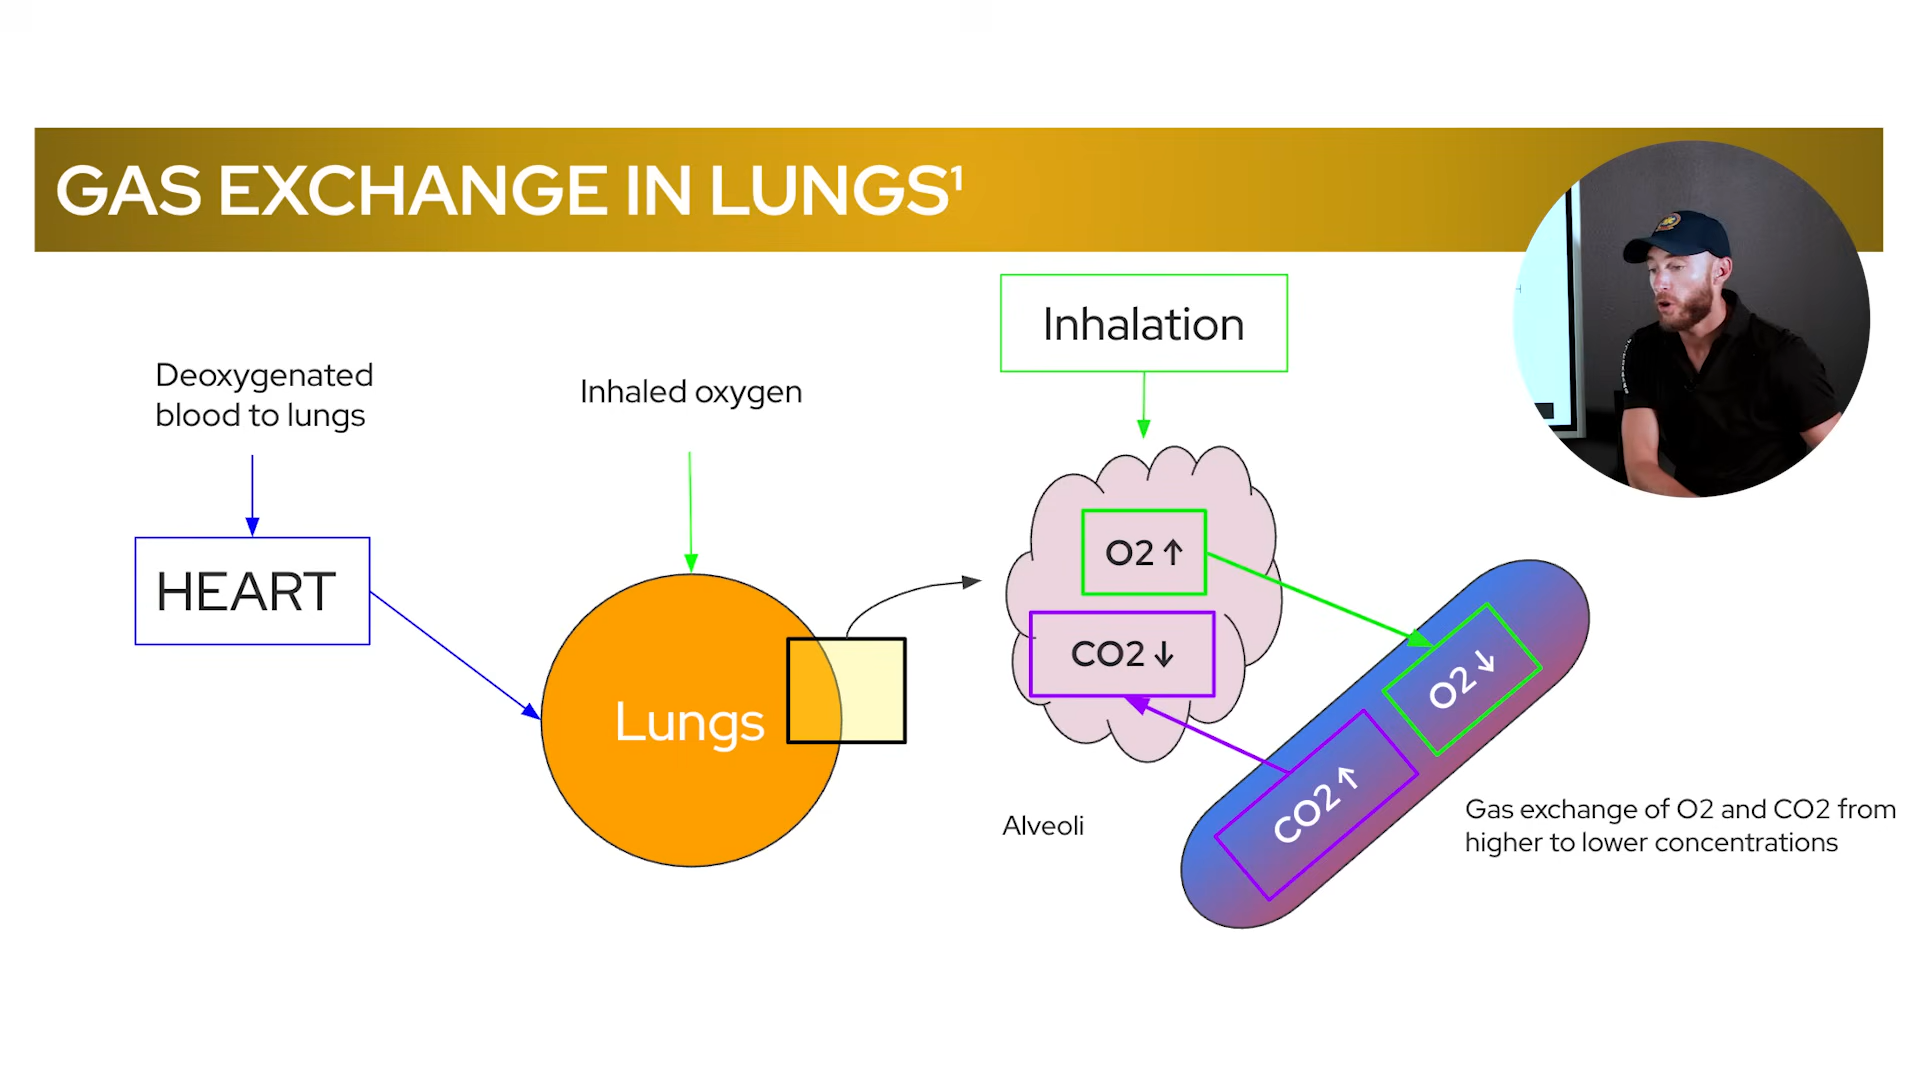 GAS EXCHANGE IN LUNGS¹
Inhalation
Deoxygenated
blood to lungs
Inhaled oxygen
HEART
O2 ↑
CO2 ↓
O2 ↓
Lungs
CO2 ↑
Alveoli
Gas exchange of O2 and CO2 from
higher to lower concentrations